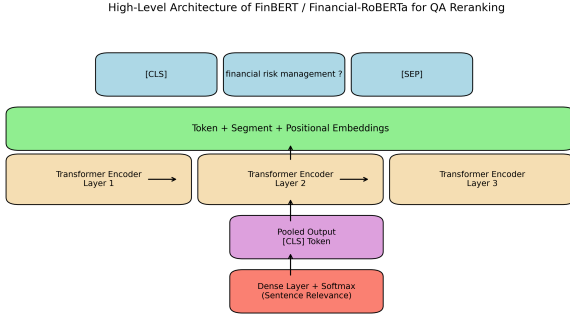 High-Level Architecture of FinBERT / Financial-RoBERTa for QA Reranking
[CLS]
financial risk management ?
[SEP]
Token + Segment + Positional Embeddings
Transformer Encoder
Layer 1
Transformer Encoder
Layer 2
Transformer Encoder
Layer 3
Pooled Output
[CLS] Token
Dense Layer + Softmax
(Sentence Relevance)